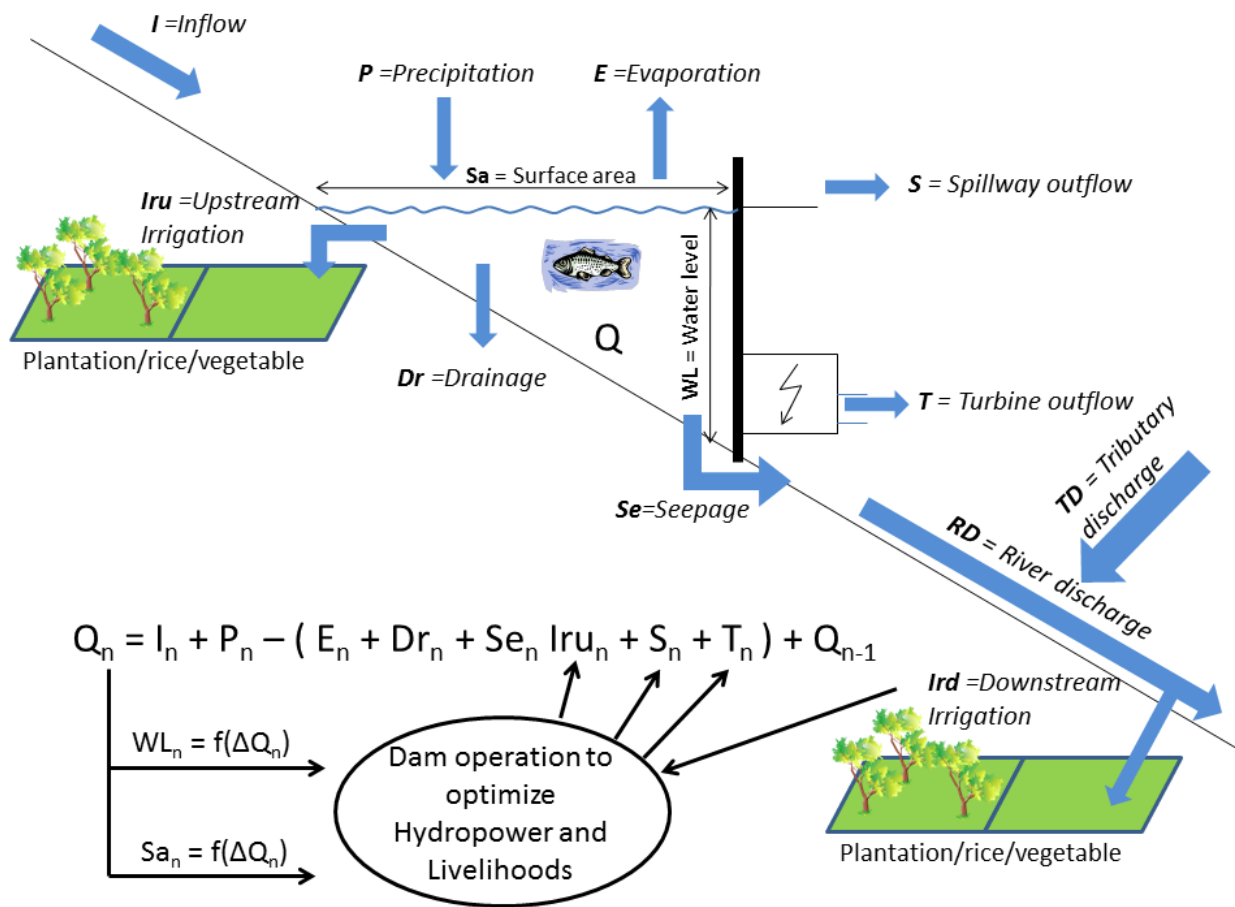 I =Inflow
P =Precipitation
E =Evaporation
Sa = Surface area
S = Spillway outflow
Iru =Upstream
Irrigation
Q
WL = Water level
Plantation/rice/vegetable
Dr =Drainage
T = Turbine outflow
Se=Seepage
TD = Tributary
discharge
RD = River discharge
Qₙ = Iₙ + Pₙ – ( Eₙ + Drₙ + Seₙ Iruₙ + Sₙ + Tₙ ) + Qₙ₋₁
Ird =Downstream
Irrigation
WLₙ = f(ΔQₙ)
Saₙ = f(ΔQₙ)
Dam operation to
optimize
Hydropower and
Livelihoods
Plantation/rice/vegetable